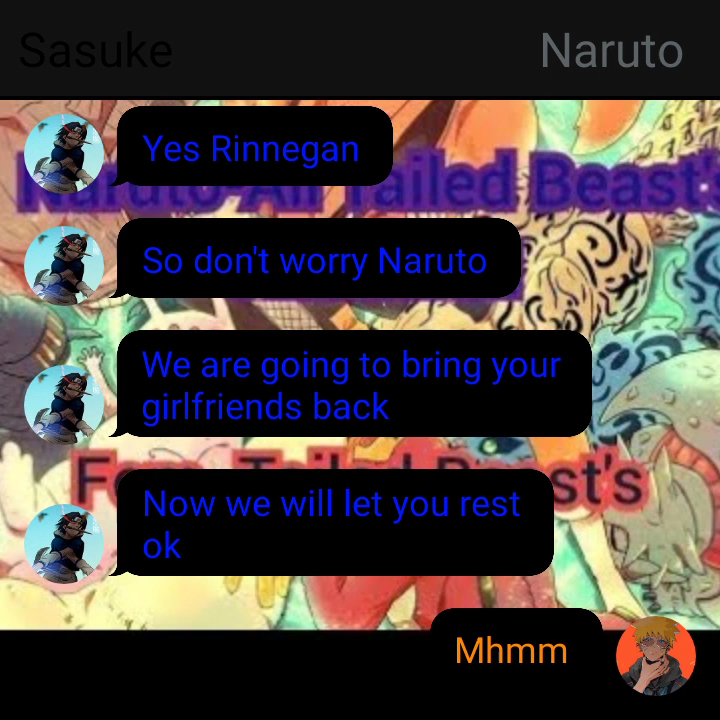 Sasuke Naruto
Yes Rinnegan
Naruto All Tailed Beast's
So don't worry Naruto
We are going to bring your
girlfriends back
Tailed Beast's
Now we will let you rest
ok
Mhmm